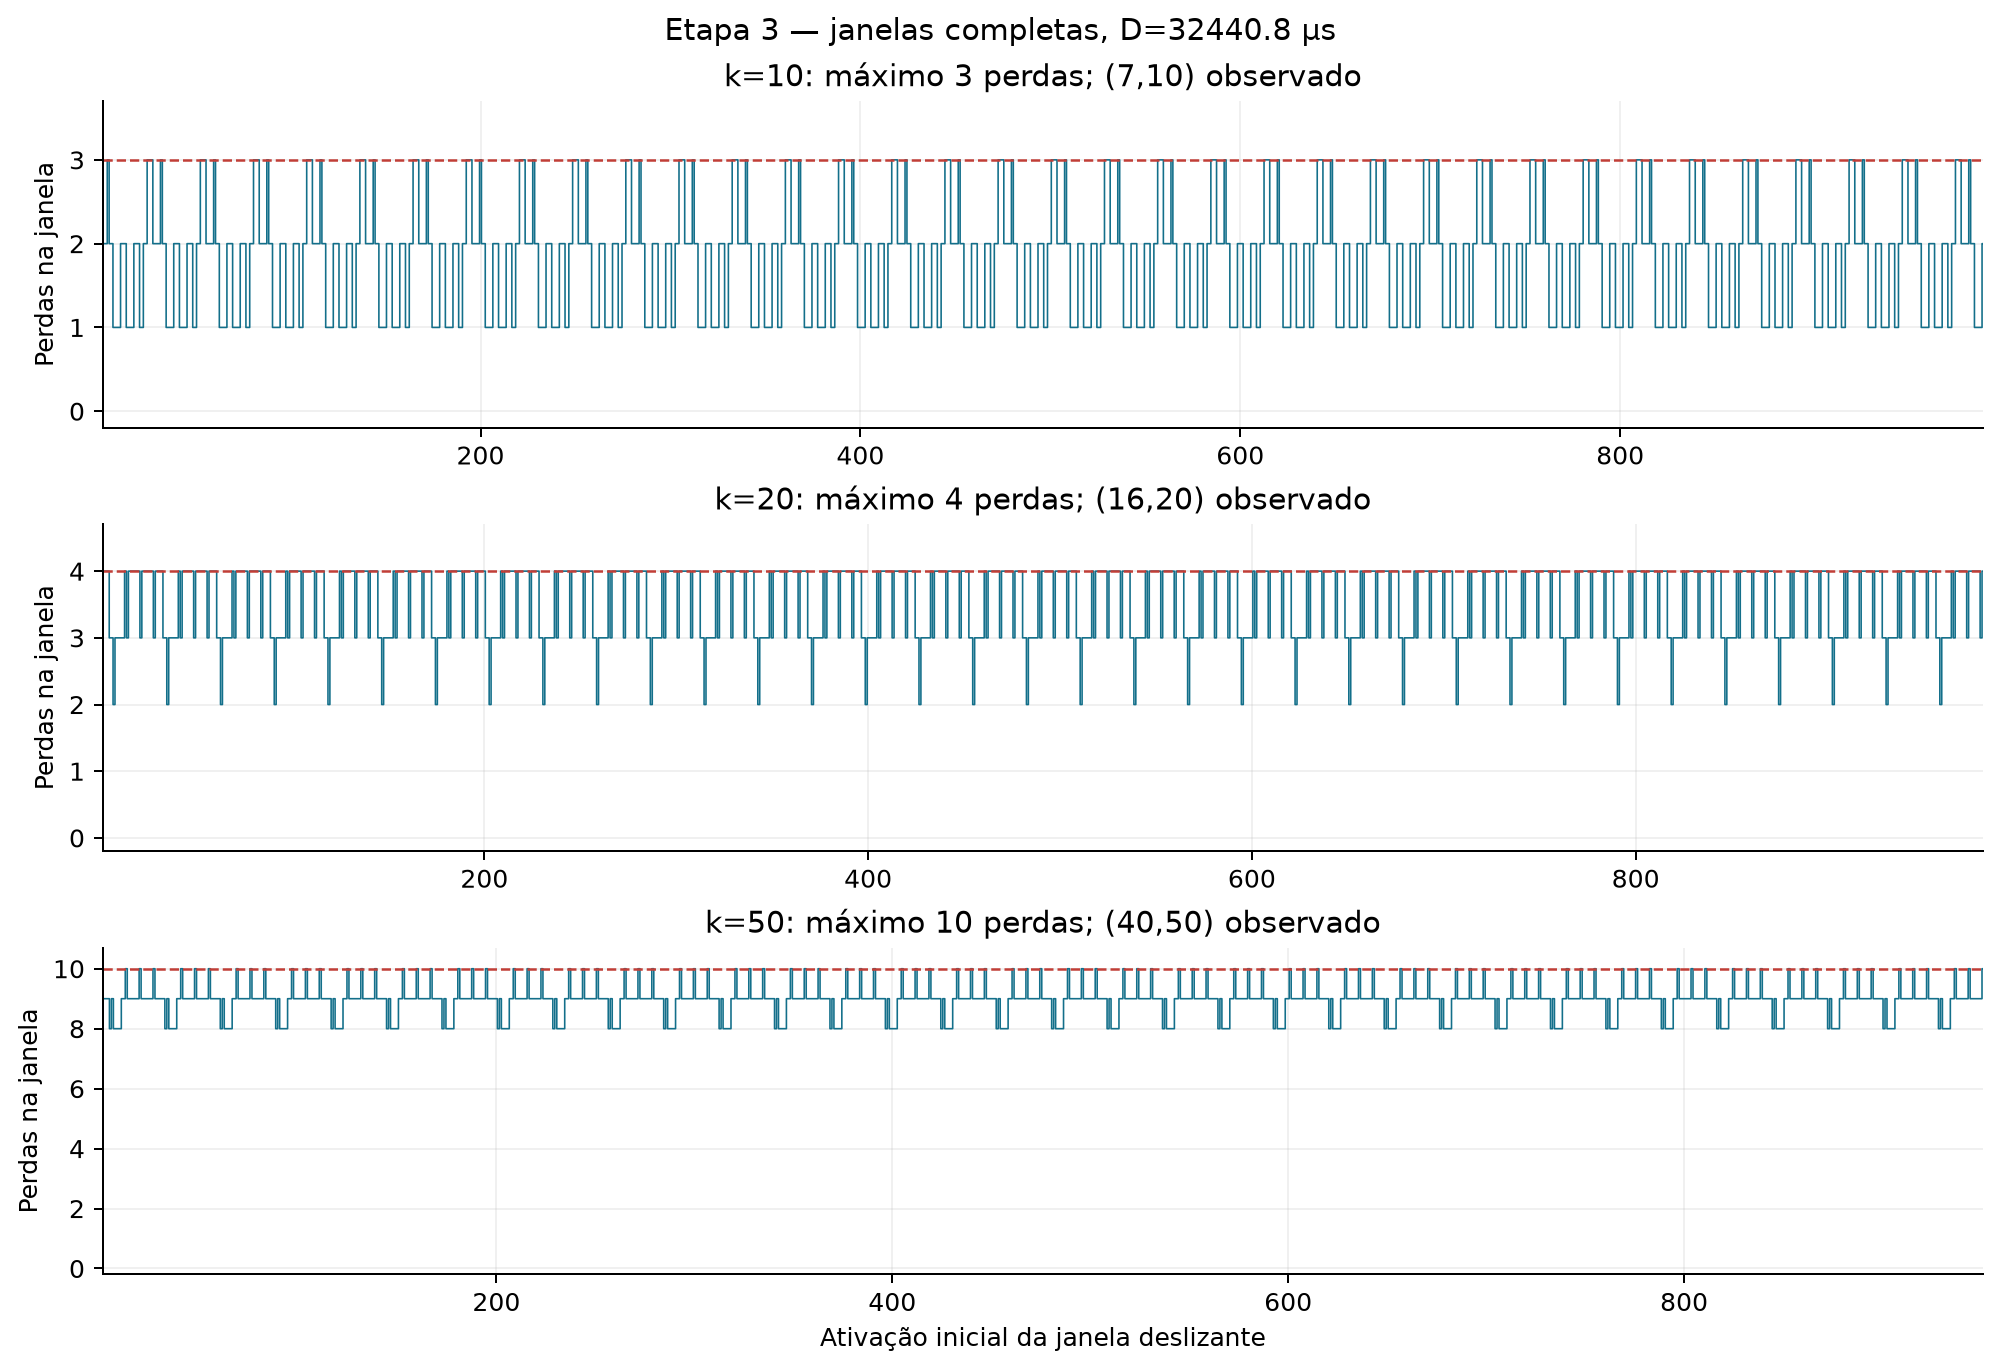 Etapa 3 — janelas completas, D=32440.8 µs
k=10: máximo 3 perdas; (7,10) observado
Perdas na janela
3
2
1
0
200 400 600 800
k=20: máximo 4 perdas; (16,20) observado
Perdas na janela
4
3
2
1
0
200 400 600 800
k=50: máximo 10 perdas; (40,50) observado
Perdas na janela
10
8
6
4
2
0
200 400 600 800
Ativação inicial da janela deslizante